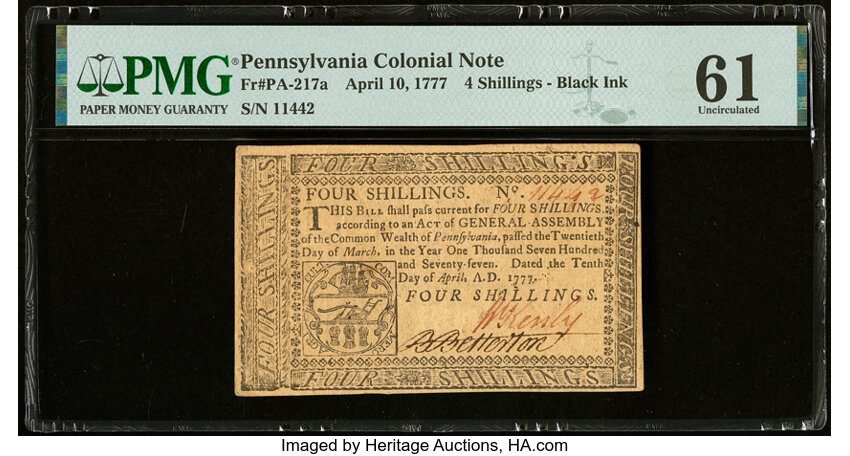 PMG® Pennsylvania Colonial Note
Fr#PA-217a April 10, 1777 4 Shillings - Black Ink
PAPER MONEY GUARANTY S/N 11442
61
Uncirculated
FOUR SHILLING'S
FOUR SHILLINGS
FOUR SHILLINGS. No. 11442
THIS BILL shall pass current for FOUR SHILLINGS,
according to an ACT of GENERAL ASSEMBLY
of the Common Wealth of Pennsylvania, passed the Twentieth
Day of March, in the Year One Thousand Seven Hundred
and Seventy-seven. Dated the Tenth
Day of April, A.D. 1777.
FOUR SHILLINGS.
B Betterton
FOUR SHILLINGS
FOUR SHILLINGS
Imaged by Heritage Auctions, HA.com